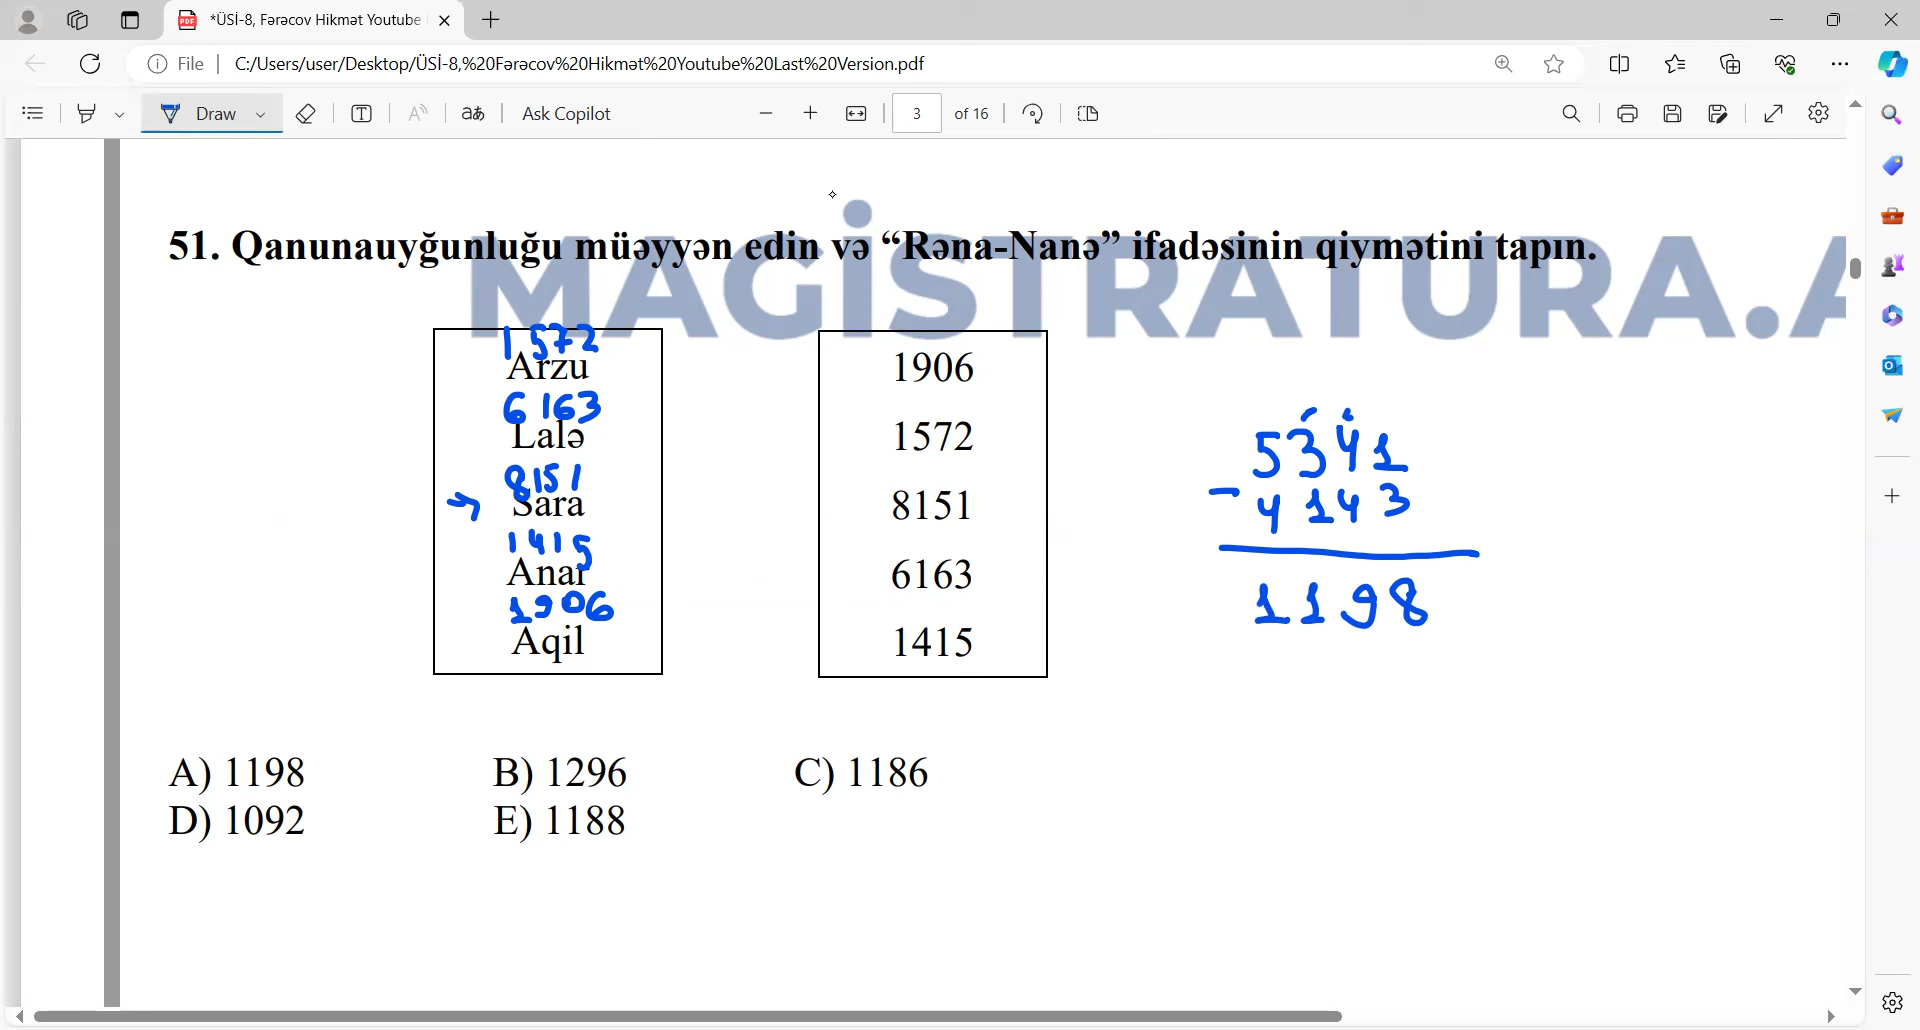 *ÜSİ-8, Fərəcov Hikmət Youtube
File
C:/Users/user/Desktop/ÜSİ-8,%20Fərəcov%20Hikmət%20Youtube%20Last%20Version.pdf
Draw
Ask Copilot
3
of 16
51. Qanunauyğunluğu müəyyən edin və “Rəna-Nanə” ifadəsinin qiymətini tapın.
MAGİSTRATURA.A
1572
Arzu
6163
Lalə
8151
Sara
1415
Anar
1906
Aqil
1906
1572
8151
6163
1415
5341
- 4143
1198
A) 1198
B) 1296
C) 1186
D) 1092
E) 1188